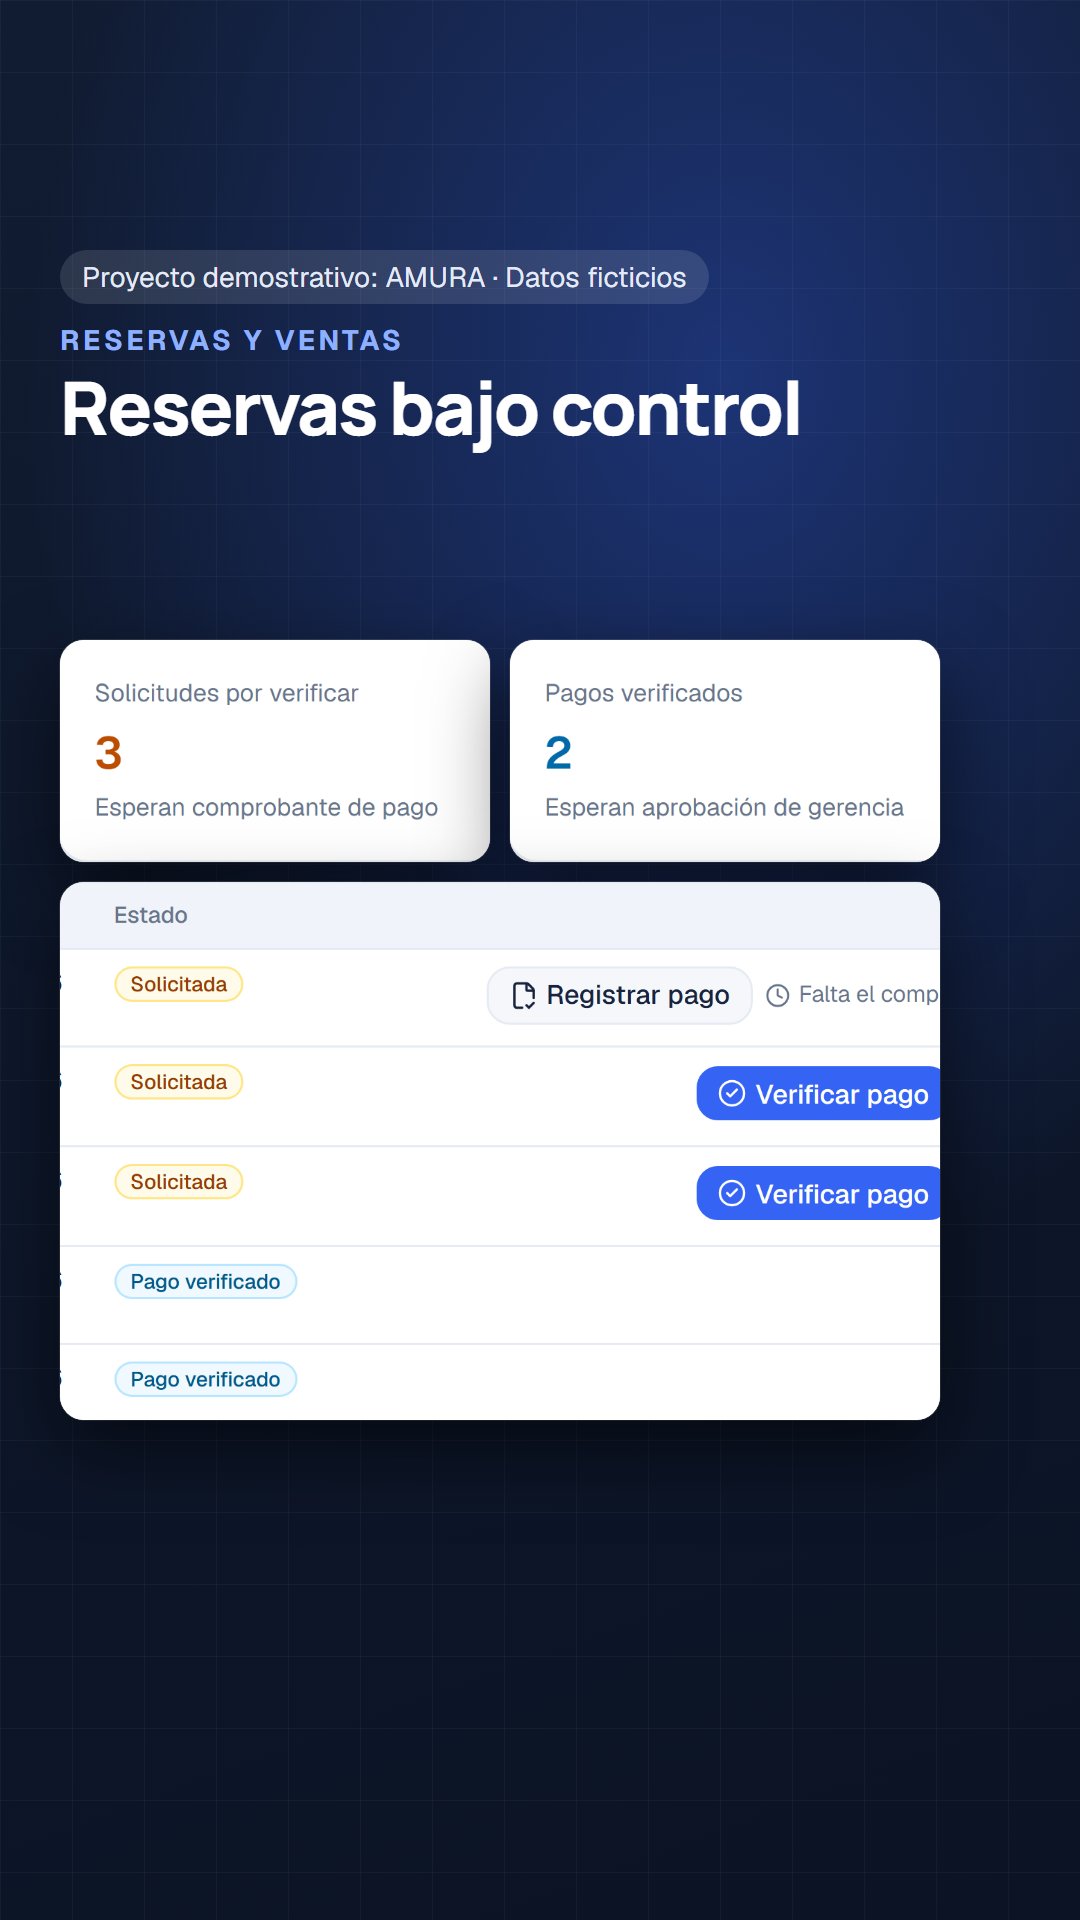 Proyecto demostrativo: AMURA · Datos ficticios
RESERVAS Y VENTAS
Reservas bajo control
Solicitudes por verificar
3
Esperan comprobante de pago
Pagos verificados
2
Esperan aprobación de gerencia
Estado
Solicitada
Registrar pago
Falta el comp
Solicitada
Verificar pago
Solicitada
Verificar pago
Pago verificado
Pago verificado